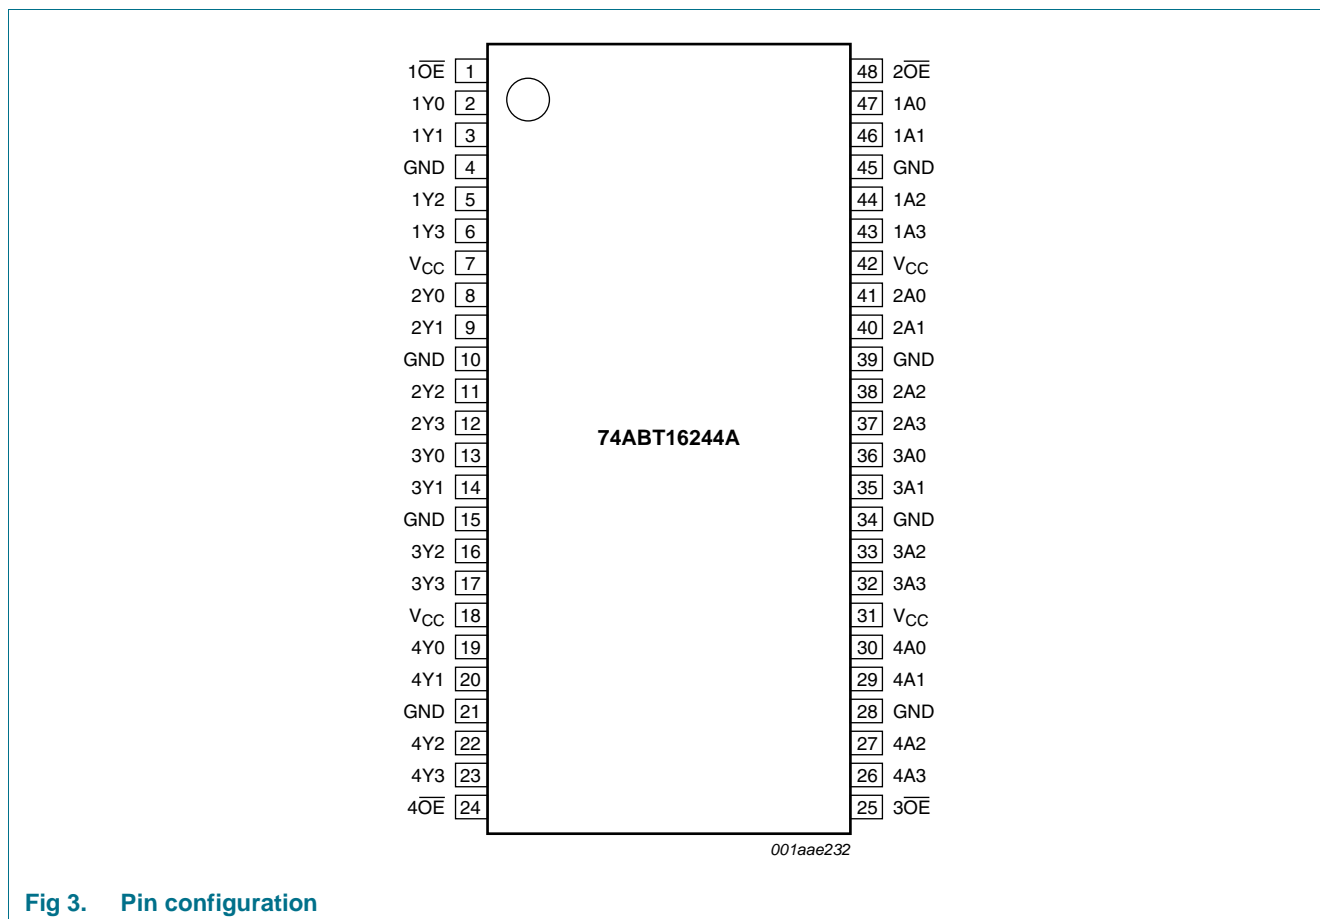 1O̅E̅ 1 48 2O̅E̅
1Y0 2 47 1A0
1Y1 3 46 1A1
GND 4 45 GND
1Y2 5 44 1A2
1Y3 6 43 1A3
VCC 7 42 VCC
2Y0 8 41 2A0
2Y1 9 40 2A1
GND 10 39 GND
2Y2 11 38 2A2
2Y3 12 37 2A3
74ABT16244A
3Y0 13 36 3A0
3Y1 14 35 3A1
GND 15 34 GND
3Y2 16 33 3A2
3Y3 17 32 3A3
VCC 18 31 VCC
4Y0 19 30 4A0
4Y1 20 29 4A1
GND 21 28 GND
4Y2 22 27 4A2
4Y3 23 26 4A3
4O̅E̅ 24 25 3O̅E̅
001aae232
Fig 3. Pin configuration